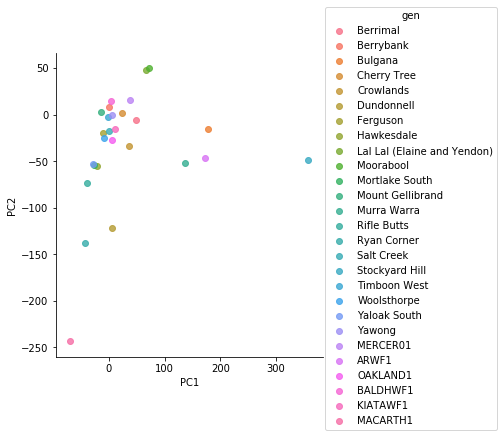 gen
Berrimal
Berrybank
Bulgana
Cherry Tree
Crowlands
Dundonnell
Ferguson
Hawkesdale
Lal Lal (Elaine and Yendon)
Moorabool
Mortlake South
Mount Gellibrand
Murra Warra
Rifle Butts
Ryan Corner
Salt Creek
Stockyard Hill
Timboon West
Woolsthorpe
Yaloak South
Yawong
MERCER01
ARWF1
OAKLAND1
BALDHWF1
KIATAWF1
MACARTH1
50
0
−50
−100
−150
−200
−250
PC2
0
100
200
300
PC1